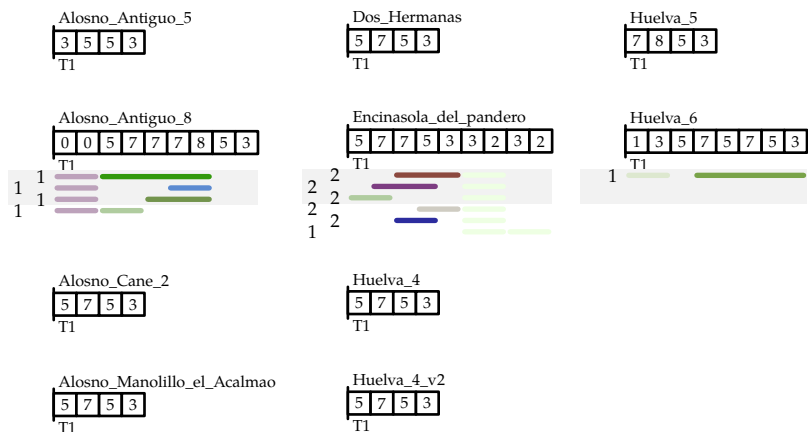 Alosno_Antiguo_5
3 5 5 3
T1
Dos_Hermanas
5 7 5 3
T1
Huelva_5
7 8 5 3
T1
Alosno_Antiguo_8
0 0 5 7 7 7 8 5 3
T1
1
1
1
1
Encinasola_del_pandero
5 7 7 5 3 3 2 3 2
T1
2
2
2
2
2
1
Huelva_6
1 3 5 7 5 7 5 3
T1
1
Alosno_Cane_2
5 7 5 3
T1
Huelva_4
5 7 5 3
T1
Alosno_Manolillo_el_Acalmao
5 7 5 3
T1
Huelva_4_v2
5 7 5 3
T1